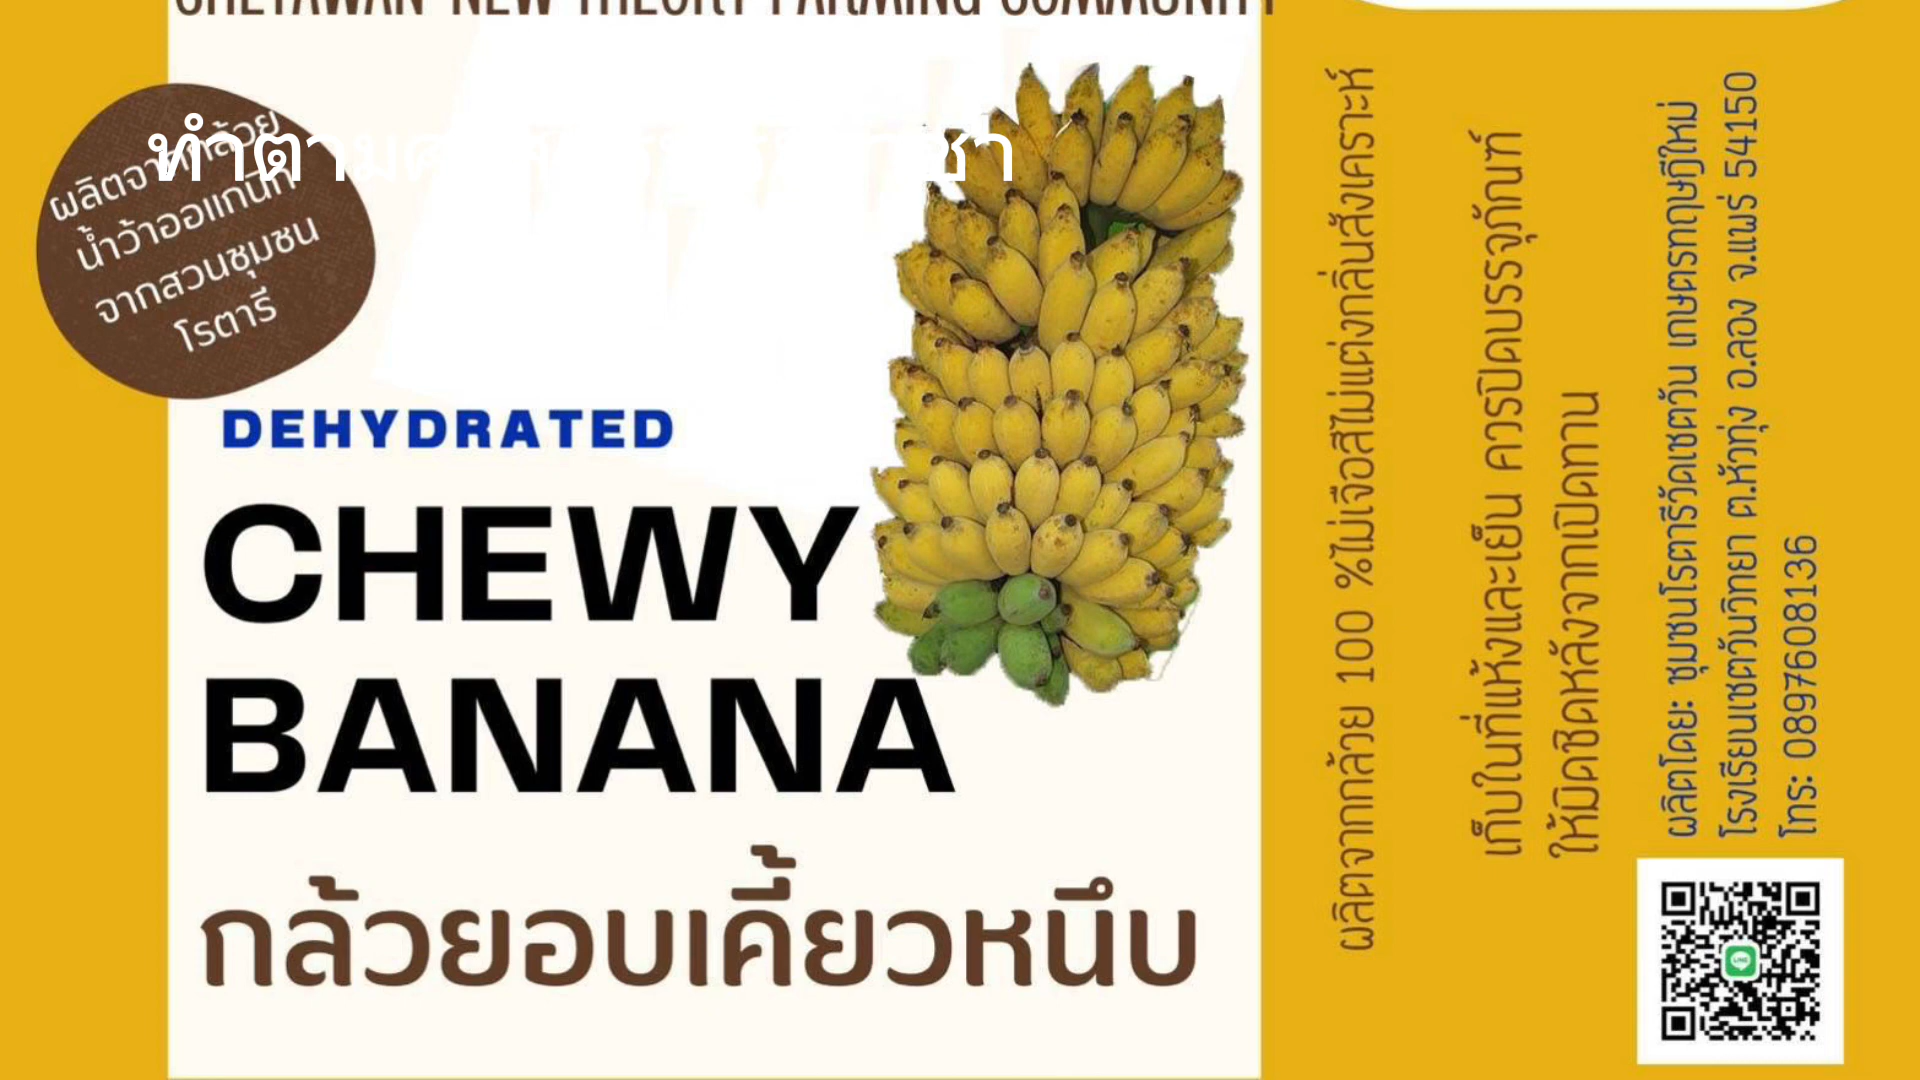 CHETAWAN NEW THEORY FARMING COMMUNITY
ผลิตจากกล้วย
น้ำว้าออแกนิก
จากสวนชุมชน
โรตารี
DEHYDRATED
CHEWY
BANANA
กล้วยอบเคี้ยวหนึบ
ผลิตจากกล้วย 100 %ไม่เจือสีไม่แต่งกลิ่นสังเคราะห์
เก็บในที่แห้งและเย็น ควรปิดบรรจุภัณฑ์
ให้มิดชิดหลังจากเปิดทาน
ผลิตโดย: ชุมชนโรตารีวัดเชตวัน เกษตรทฤษฎีใหม่
โรงเรียนเชตวันวิทยา ต.ห้วทุ่ง อ.ลอง จ.แพร่ 54150
โทร: 0897608136